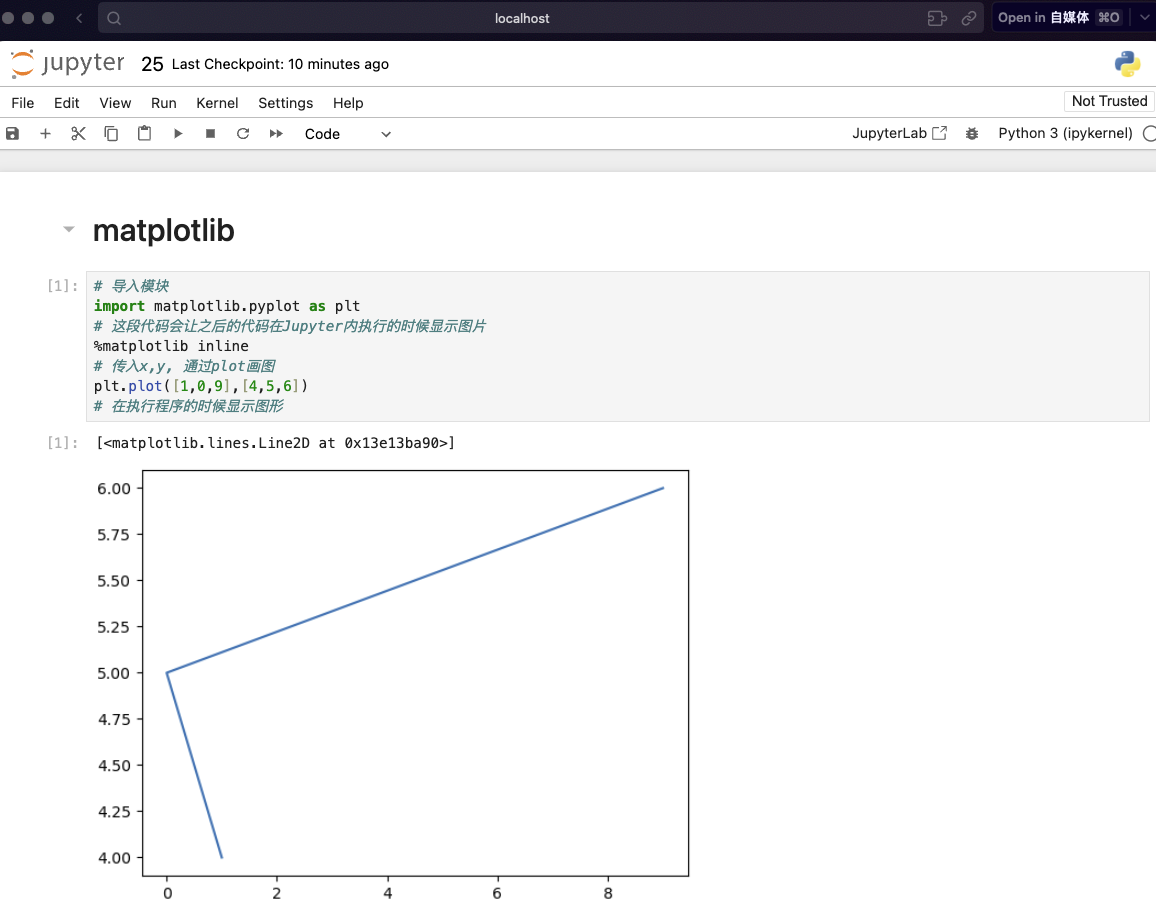 localhost
Open in 自媒体 ⌘O
jupyter 25 Last Checkpoint: 10 minutes ago
File Edit View Run Kernel Settings Help
Not Trusted
Code
JupyterLab
Python 3 (ipykernel)
matplotlib
[1]:
# 导入模块
import matplotlib.pyplot as plt
# 这段代码会让之后的代码在Jupyter内执行的时候显示图片
%matplotlib inline
# 传入x,y, 通过plot画图
plt.plot([1,0,9],[4,5,6])
# 在执行程序的时候显示图形
[1]:
[<matplotlib.lines.Line2D at 0x13e13ba90>]
6.00
5.75
5.50
5.25
5.00
4.75
4.50
4.25
4.00
0 2 4 6 8